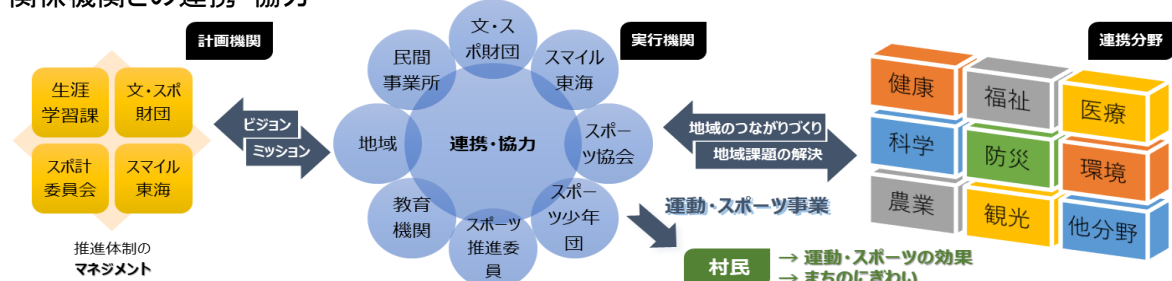 関係機関との連携・協力
計画機関
生涯
学習課
文・スポ
財団
スポ計
委員会
スマイル
東海
推進体制の
マネジメント
ビジョン
ミッション
実行機関
文・ス
ポ財団
スマイル
東海
スポー
ツ協会
スポー
ツ少年
団
スポーツ
推進委
員
教育
機関
地域
民間
事業所
連携・協力
地域のつながりづくり
地域課題の解決
運動・スポーツ事業
村民
→ 運動・スポーツの効果
→ まちのにぎわい
連携分野
健康
福祉
医療
科学
防災
環境
農業
観光
他分野